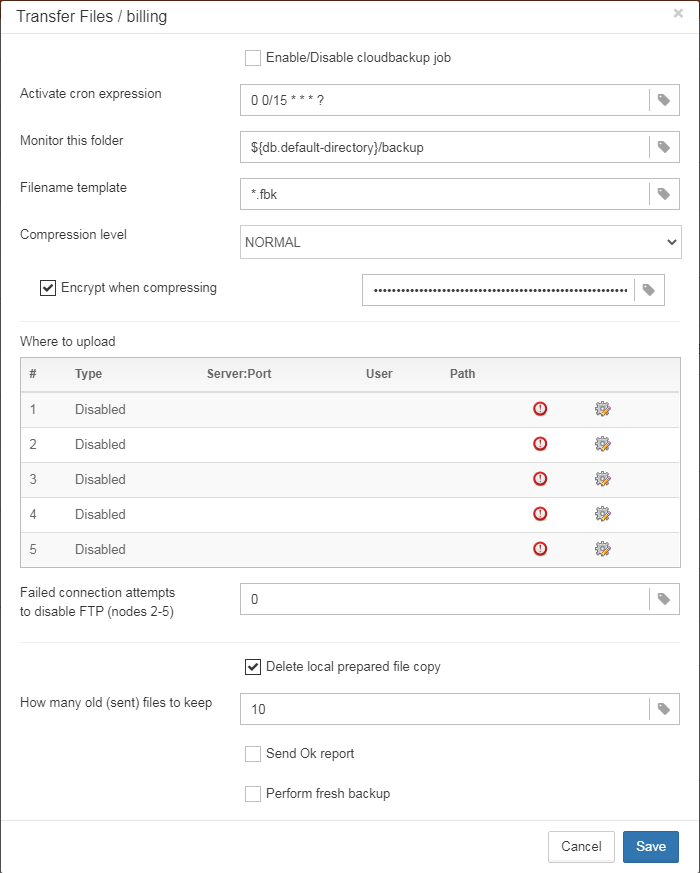 Transfer Files / billing
×
Enable/Disable cloudbackup job
Activate cron expression
0 0/15 * * * ?
Monitor this folder
${db.default-directory}/backup
Filename template
*.fbk
Compression level
NORMAL
Encrypt when compressing
Where to upload
# Type Server:Port User Path
1 Disabled
2 Disabled
3 Disabled
4 Disabled
5 Disabled
Failed connection attempts
to disable FTP (nodes 2-5)
0
Delete local prepared file copy
How many old (sent) files to keep
10
Send Ok report
Perform fresh backup
Cancel Save